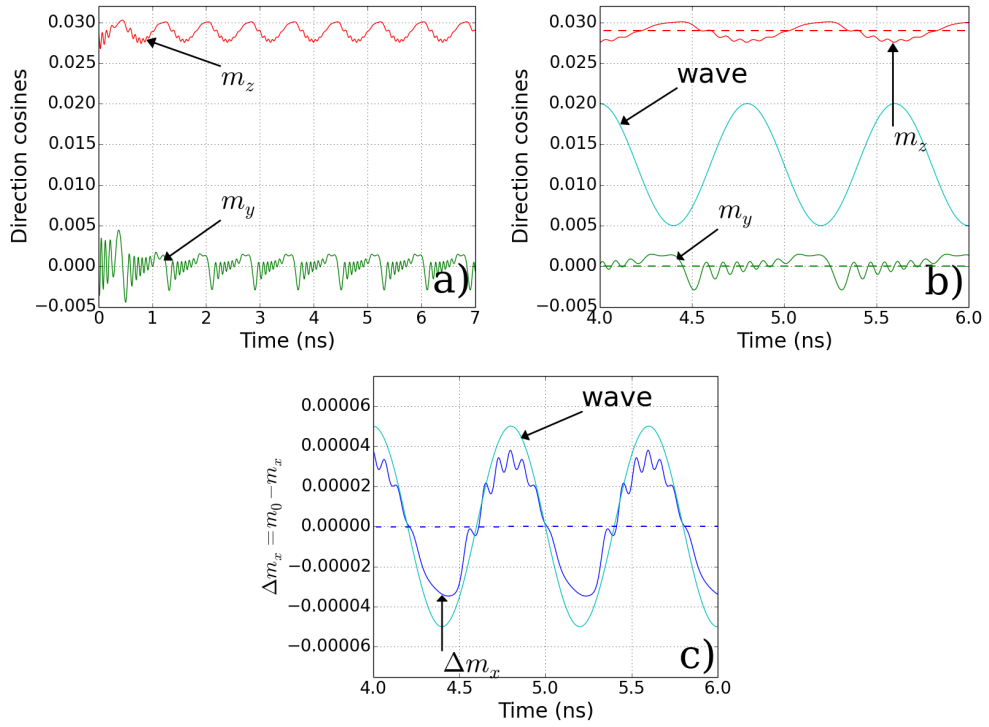 0.030
0.025
0.020
0.015
0.010
0.005
0.000
−0.005
Direction cosines
m_z
m_y
a)
0 1 2 3 4 5 6 7
Time (ns)
0.030
0.025
0.020
0.015
0.010
0.005
0.000
−0.005
Direction cosines
wave
m_z
m_y
b)
4.0 4.5 5.0 5.5 6.0
Time (ns)
0.00006
0.00004
0.00002
0.00000
−0.00002
−0.00004
−0.00006
Δm_x = m_0 − m_x
wave
Δm_x
c)
4.0 4.5 5.0 5.5 6.0
Time (ns)